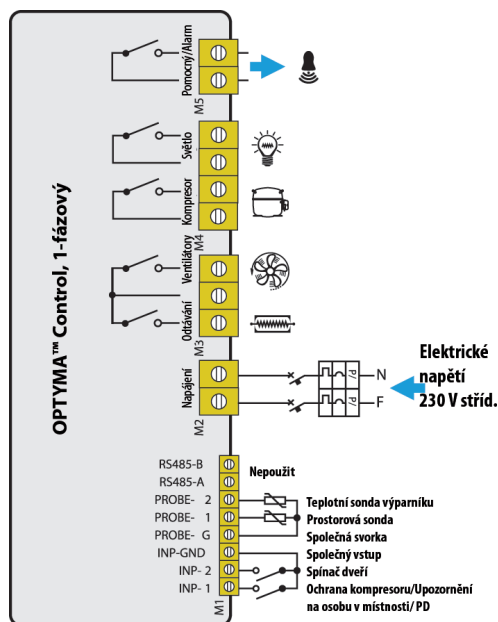 OPTYMA™ Control, 1-fázový
Pomocný/Alarm
M5
Světlo
Kompresor
M4
Ventilátory
Odtávání
M3
Napájení
M2
P/
N
P/
F
Elektrické
napětí
230 V stříd.
RS485-B
Nepoužit
RS485-A
PROBE- 2
Teplotní sonda výparníku
PROBE- 1
Prostorová sonda
PROBE- G
Společná svorka
INP-GND
Společný vstup
INP- 2
Spínač dveří
INP- 1
Ochrana kompresoru/Upozornění
na osobu v místnosti/ PD
M1